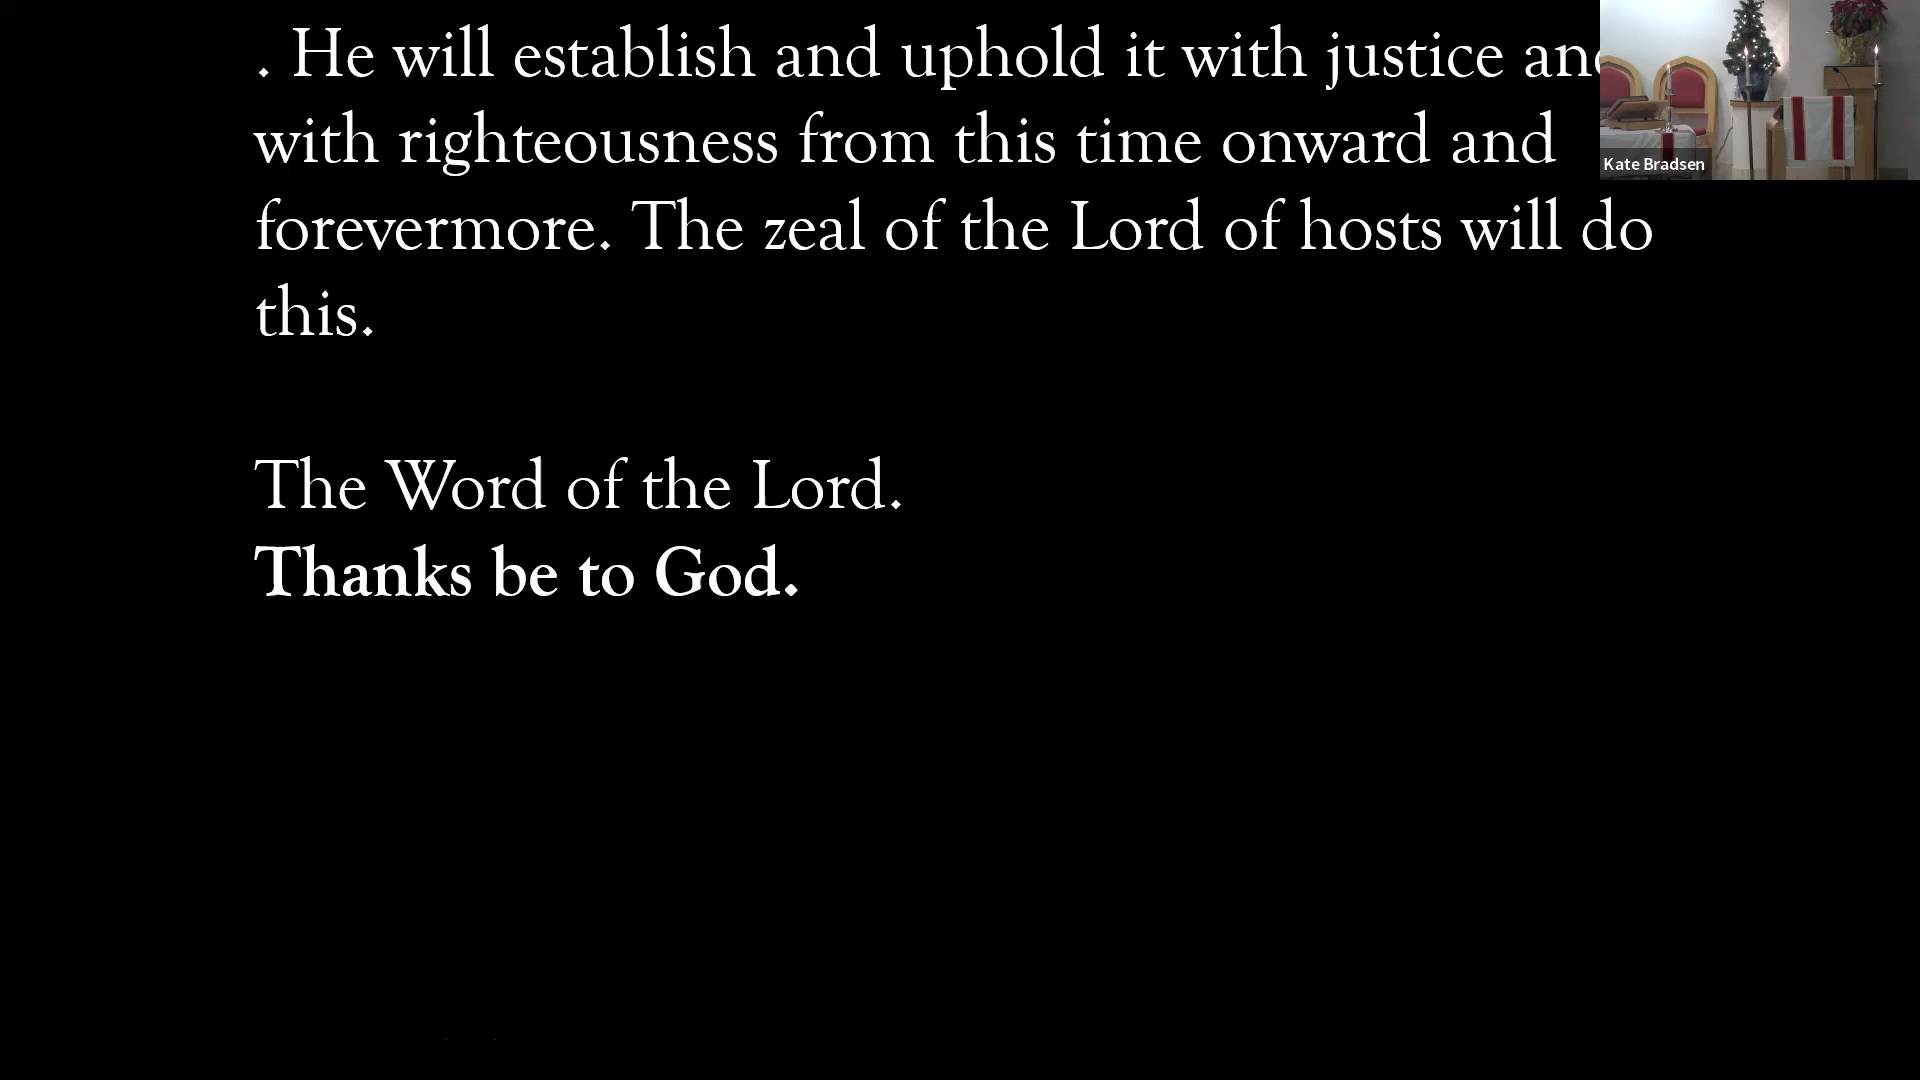 . He will establish and uphold it with justice and
with righteousness from this time onward and
forevermore. The zeal of the Lord of hosts will do
this.
The Word of the Lord.
Thanks be to God.
Kate Bradsen